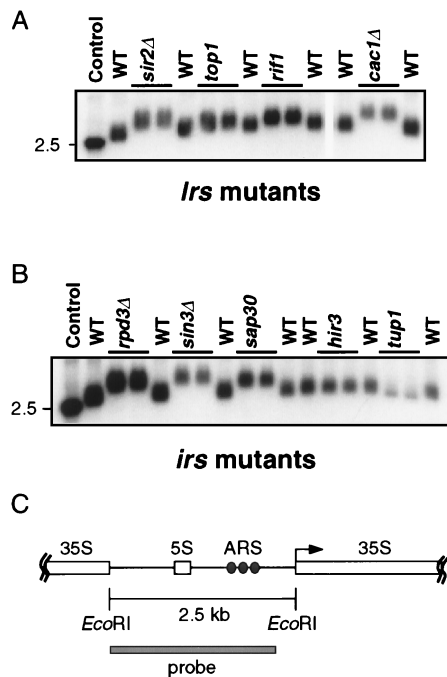 A
Control WT sir2Δ WT top1 WT rif1 WT WT cac1Δ WT
2.5
lrs mutants
B
Control WT rpd3Δ WT sin3Δ WT sap30 WT WT hir3 WT tup1 WT
2.5
irs mutants
C
35S 5S ARS 35S
2.5 kb
EcoRI EcoRI
probe